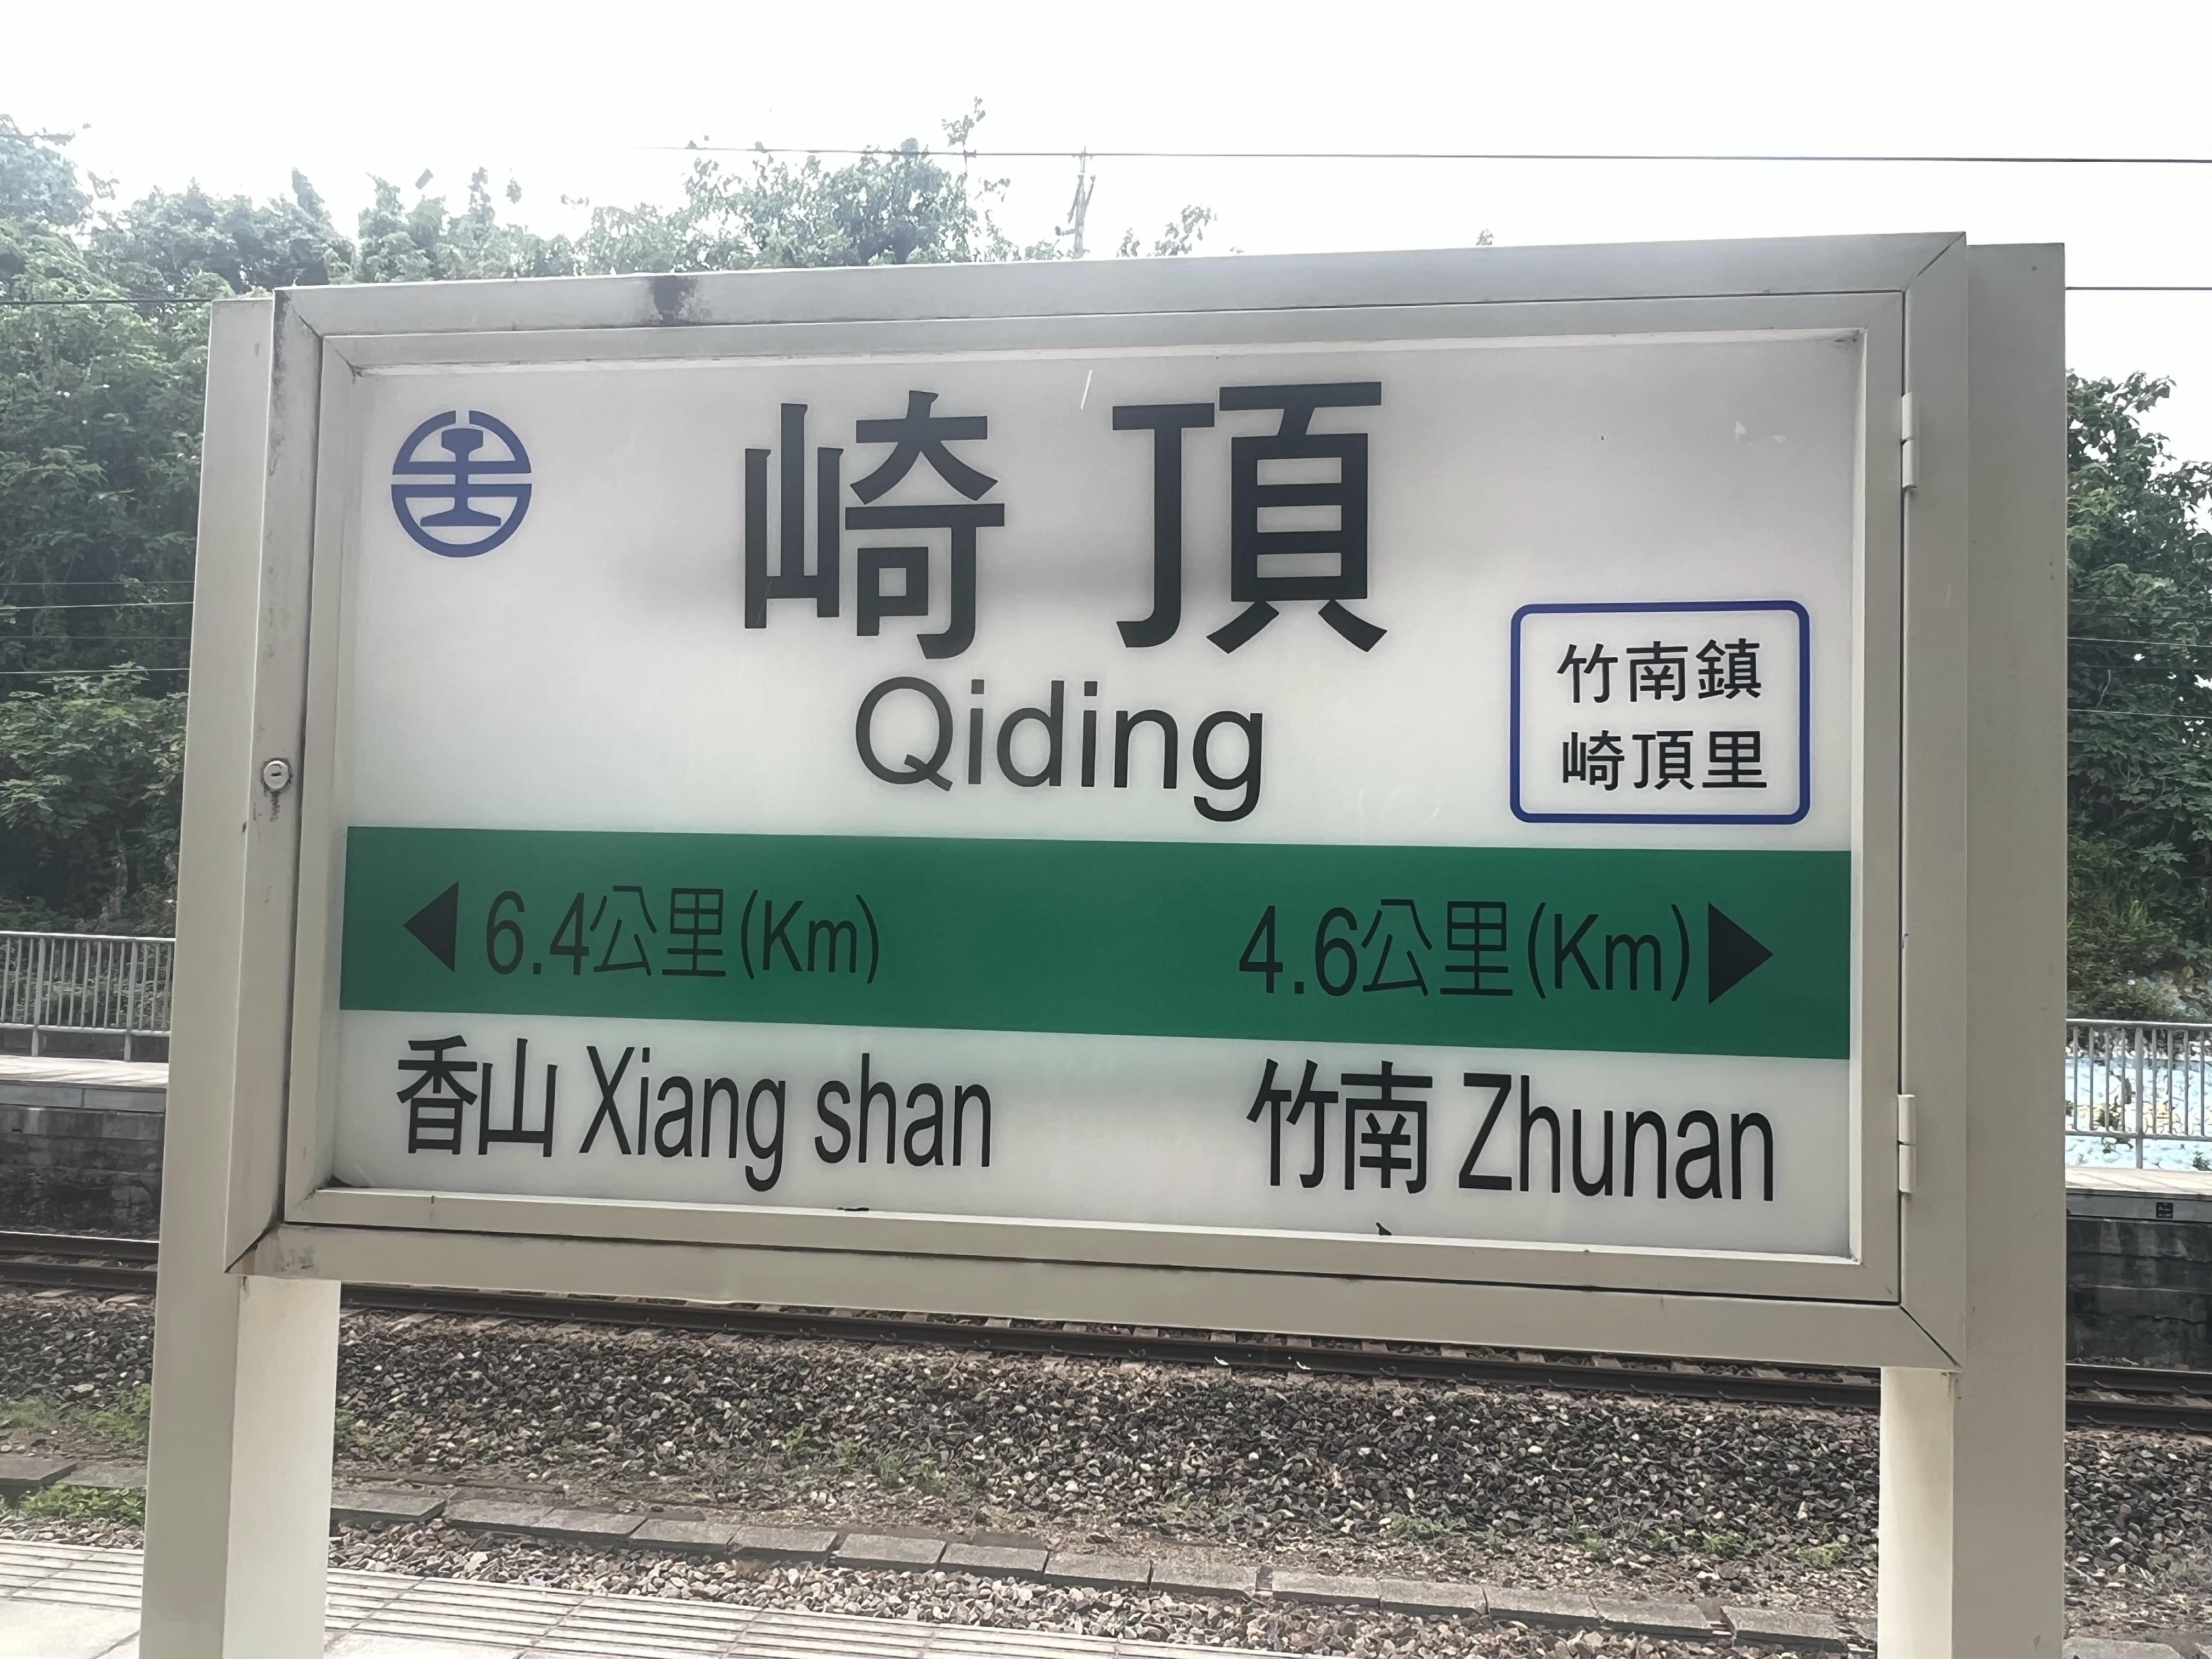 崎頂
Qiding
竹南鎮
崎頂里
◀ 6.4公里(Km)
4.6公里(Km) ▶
香山 Xiang shan
竹南 Zhunan